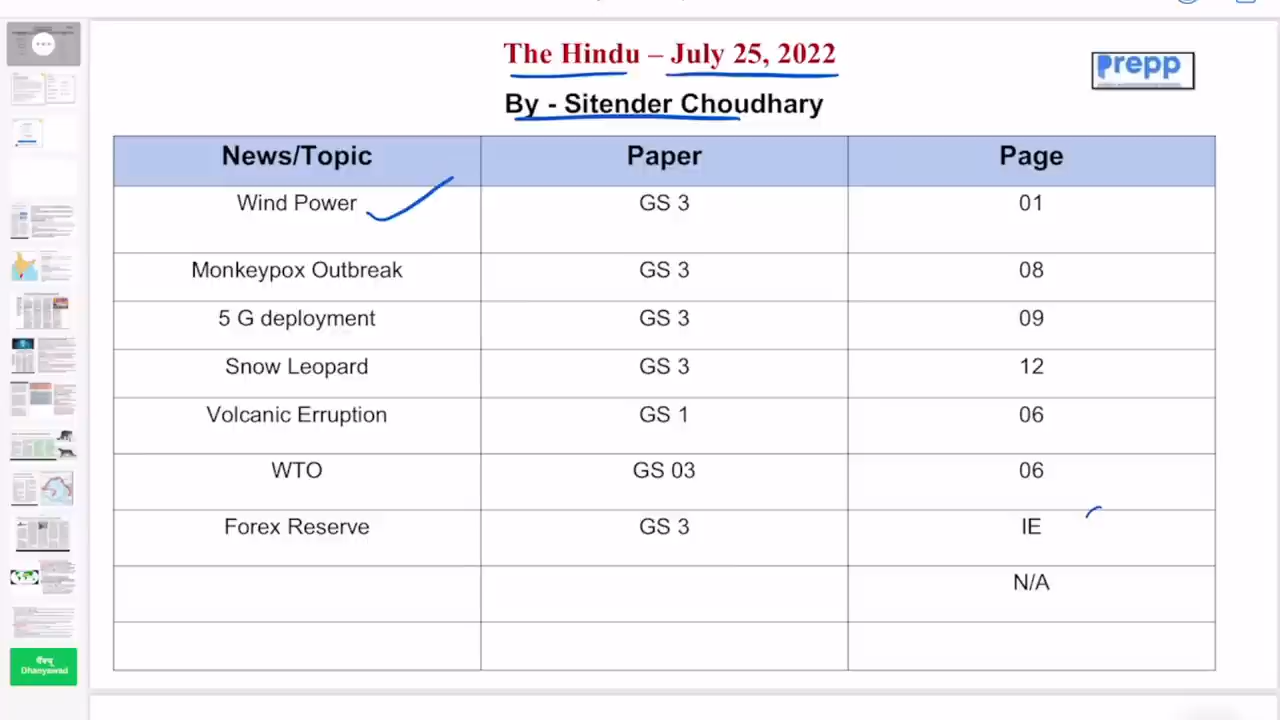 The Hindu – July 25, 2022
prepp
By - Sitender Choudhary
News/Topic Paper Page
Wind Power GS 3 01
Monkeypox Outbreak GS 3 08
5 G deployment GS 3 09
Snow Leopard GS 3 12
Volcanic Erruption GS 1 06
WTO GS 03 06
Forex Reserve GS 3 IE
N/A
Dhanyawad